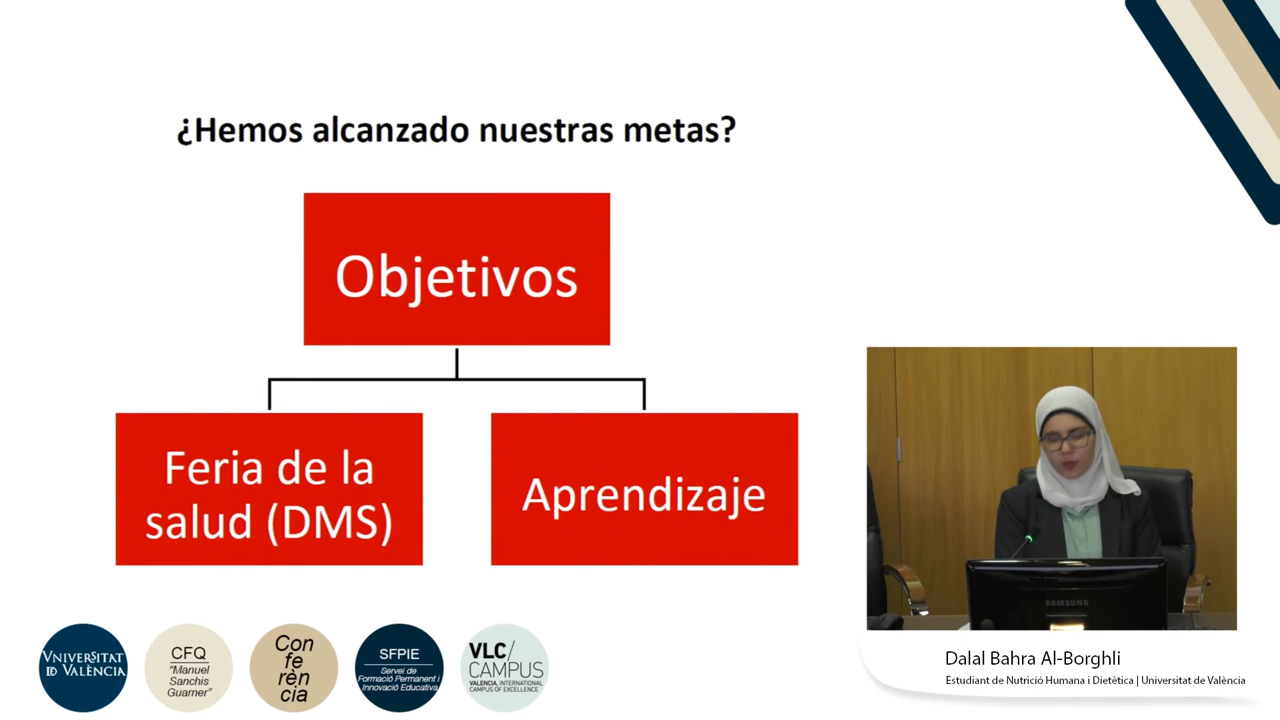 ¿Hemos alcanzado nuestras metas?
Objetivos
Feria de la
salud (DMS)
Aprendizaje
SAMSUNG
VNIVERSITAT
ID VALÈNCIA
CFQ
"Manuel
Sanchis
Guarner"
Con
fe
rèn
cia
SFPIE
Servei de
Formació Permanent i
Innovació Educativa
VLC/
CAMPUS
VALENCIA, INTERNATIONAL
CAMPUS OF EXCELLENCE
Dalal Bahra Al-Borghli
Estudiant de Nutrició Humana i Dietètica | Universitat de València